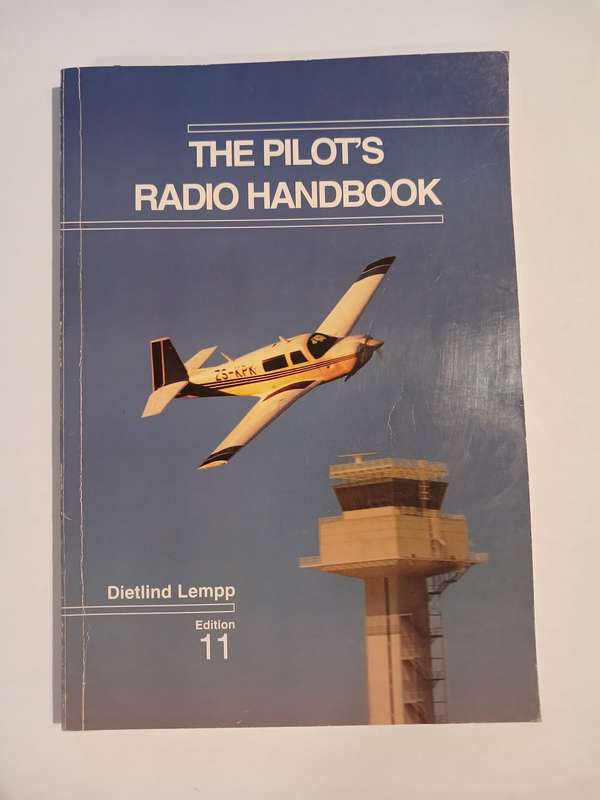 THE PILOT'S
RADIO HANDBOOK
ZS-KPK
Dietlind Lempp
Edition
11